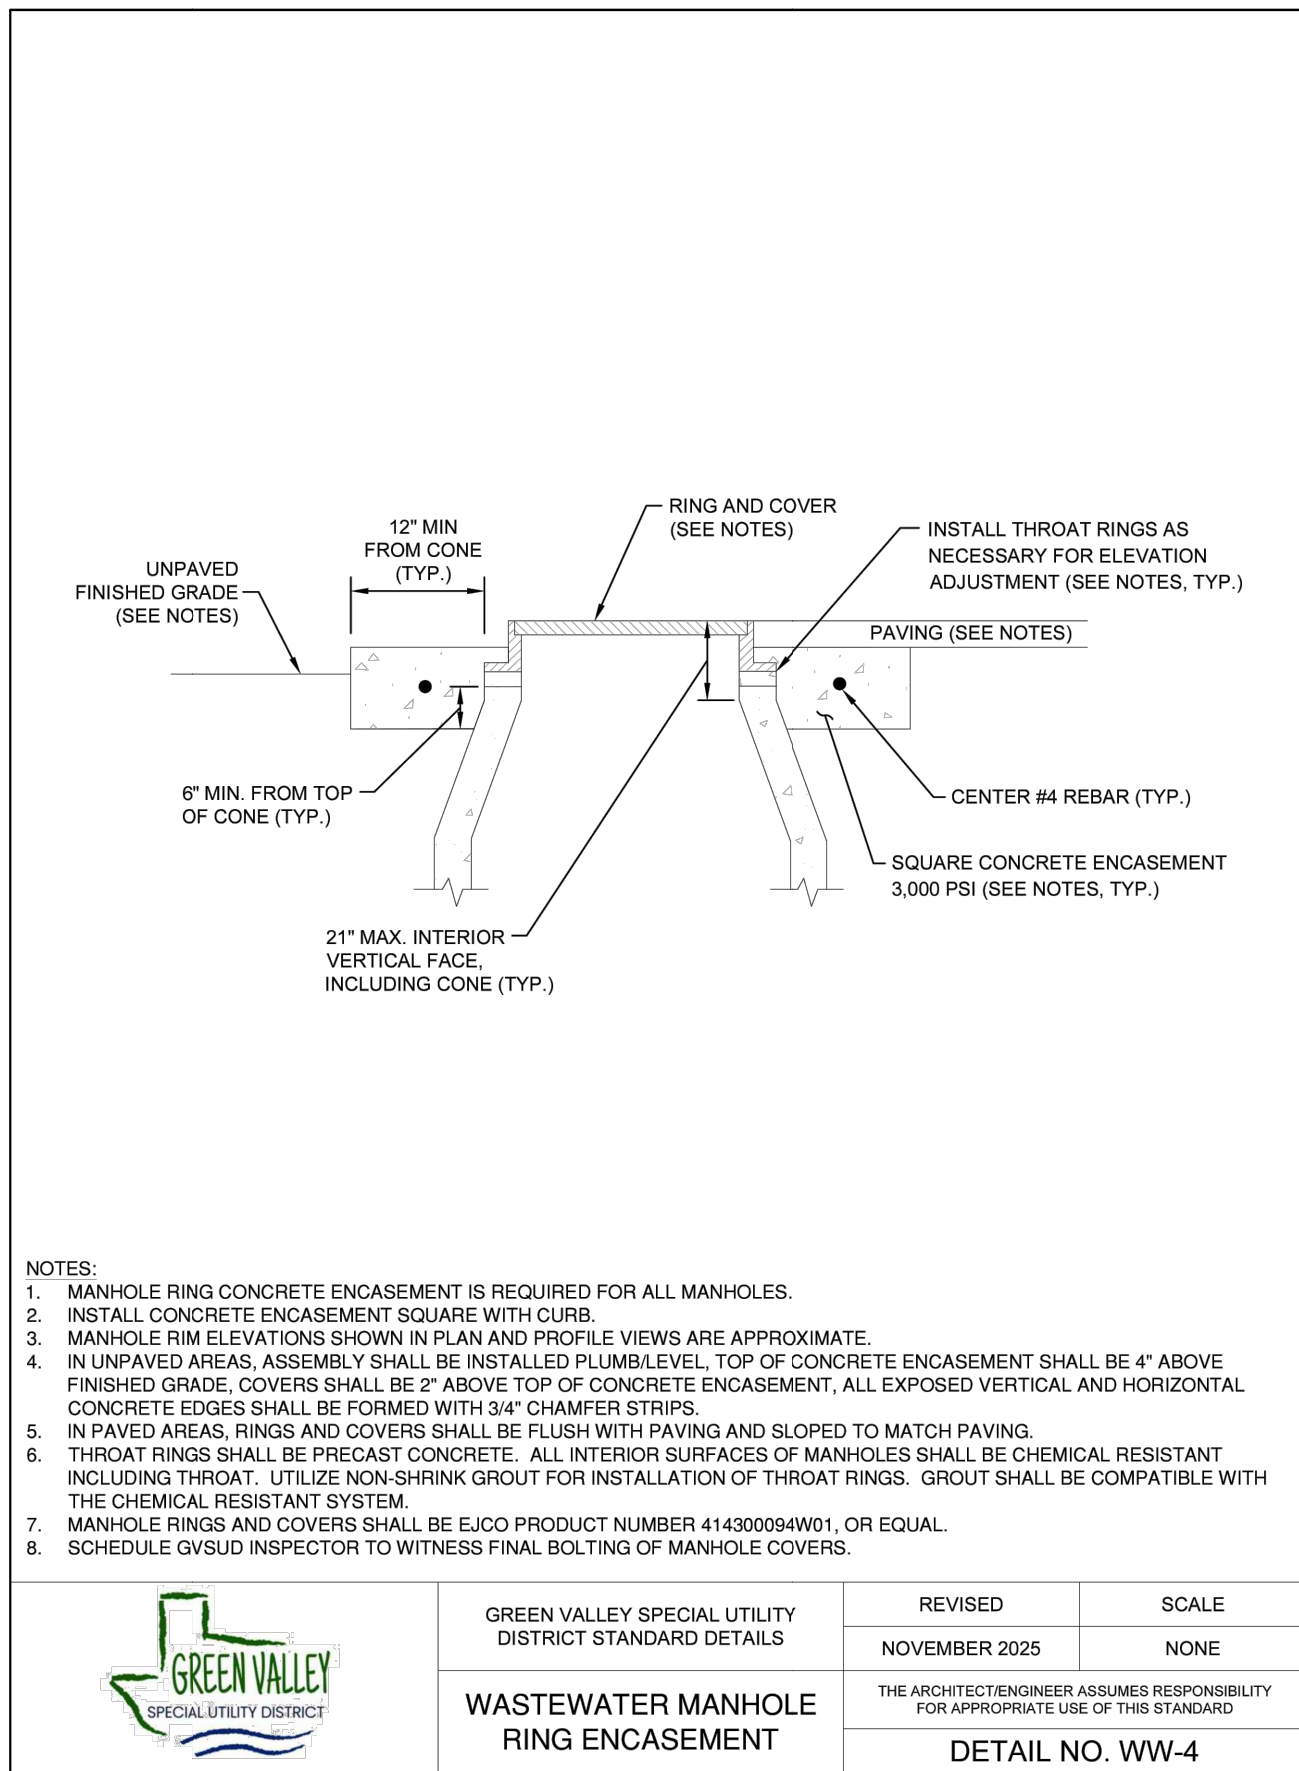 12" MIN
FROM CONE
(TYP.)
RING AND COVER
(SEE NOTES)
INSTALL THROAT RINGS AS
NECESSARY FOR ELEVATION
ADJUSTMENT (SEE NOTES, TYP.)
UNPAVED
FINISHED GRADE
(SEE NOTES)
PAVING (SEE NOTES)
6" MIN. FROM TOP
OF CONE (TYP.)
CENTER #4 REBAR (TYP.)
SQUARE CONCRETE ENCASEMENT
3,000 PSI (SEE NOTES, TYP.)
21" MAX. INTERIOR
VERTICAL FACE,
INCLUDING CONE (TYP.)
NOTES:
1. MANHOLE RING CONCRETE ENCASEMENT IS REQUIRED FOR ALL MANHOLES.
2. INSTALL CONCRETE ENCASEMENT SQUARE WITH CURB.
3. MANHOLE RIM ELEVATIONS SHOWN IN PLAN AND PROFILE VIEWS ARE APPROXIMATE.
4. IN UNPAVED AREAS, ASSEMBLY SHALL BE INSTALLED PLUMB/LEVEL, TOP OF CONCRETE ENCASEMENT SHALL BE 4" ABOVE
FINISHED GRADE, COVERS SHALL BE 2" ABOVE TOP OF CONCRETE ENCASEMENT, ALL EXPOSED VERTICAL AND HORIZONTAL
CONCRETE EDGES SHALL BE FORMED WITH 3/4" CHAMFER STRIPS.
5. IN PAVED AREAS, RINGS AND COVERS SHALL BE FLUSH WITH PAVING AND SLOPED TO MATCH PAVING.
6. THROAT RINGS SHALL BE PRECAST CONCRETE. ALL INTERIOR SURFACES OF MANHOLES SHALL BE CHEMICAL RESISTANT
INCLUDING THROAT. UTILIZE NON-SHRINK GROUT FOR INSTALLATION OF THROAT RINGS. GROUT SHALL BE COMPATIBLE WITH
THE CHEMICAL RESISTANT SYSTEM.
7. MANHOLE RINGS AND COVERS SHALL BE EJCO PRODUCT NUMBER 414300094W01, OR EQUAL.
8. SCHEDULE GVSUD INSPECTOR TO WITNESS FINAL BOLTING OF MANHOLE COVERS.
GREEN VALLEY
SPECIAL UTILITY DISTRICT
GREEN VALLEY SPECIAL UTILITY
DISTRICT STANDARD DETAILS
WASTEWATER MANHOLE
RING ENCASEMENT
REVISED
SCALE
NOVEMBER 2025
NONE
THE ARCHITECT/ENGINEER ASSUMES RESPONSIBILITY
FOR APPROPRIATE USE OF THIS STANDARD
DETAIL NO. WW-4